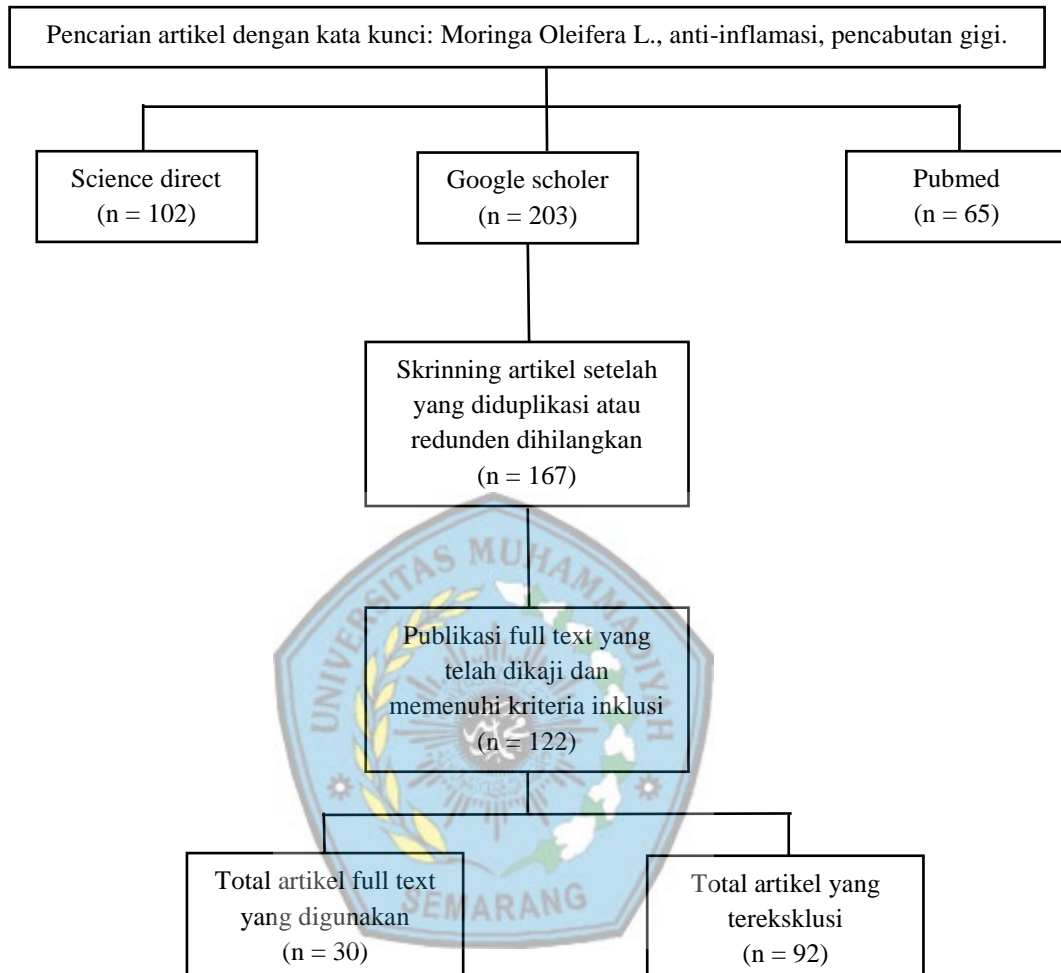 Pencarian artikel dengan kata kunci: Moringa Oleifera L., anti-inflamasi, pencabutan gigi.
Science direct
(n = 102)
Google scholer
(n = 203)
Pubmed
(n = 65)
Skrinning artikel setelah
yang diduplikasi atau
redunden dihilangkan
(n = 167)
UNIVERSITAS MUHAMMADIYAH
Publikasi full text yang
telah dikaji dan
memenuhi kriteria inklusi
(n = 122)
Total artikel full text
yang digunakan
(n = 30)
SEMARANG
Total artikel yang
tereksklusi
(n = 92)